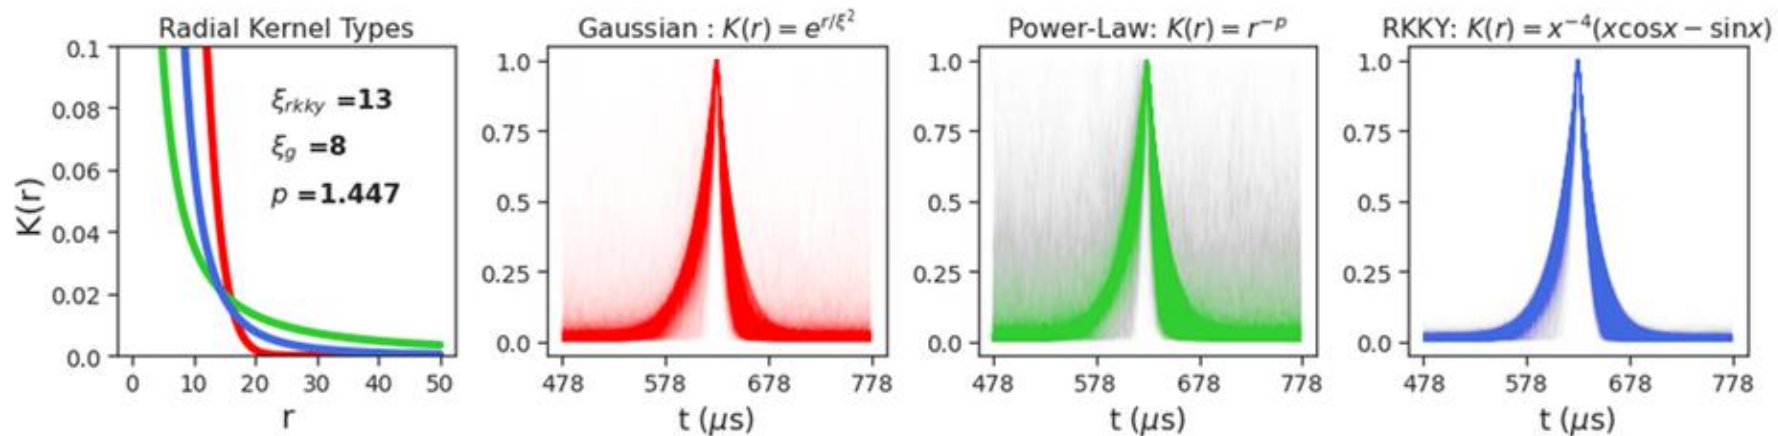 Radial Kernel Types
K(r)
0.1
0.08
0.06
0.04
0.02
0.0
ξ_rkky =13
ξ_g =8
p =1.447
0 10 20 30 40 50
r
Gaussian : K(r) = e^{r/ξ^2}
1.0
0.75
0.5
0.25
0.0
478 578 678 778
t (μs)
Power-Law: K(r) = r^{-p}
1.0
0.75
0.5
0.25
0.0
478 578 678 778
t (μs)
RKKY: K(r) = x^{-4}(xcosx − sinx)
1.0
0.75
0.5
0.25
0.0
478 578 678 778
t (μs)